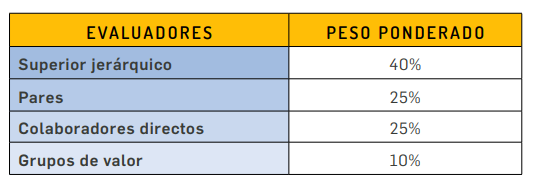 EVALUADORES PESO PONDERADO
Superior jerárquico 40%
Pares 25%
Colaboradores directos 25%
Grupos de valor 10%